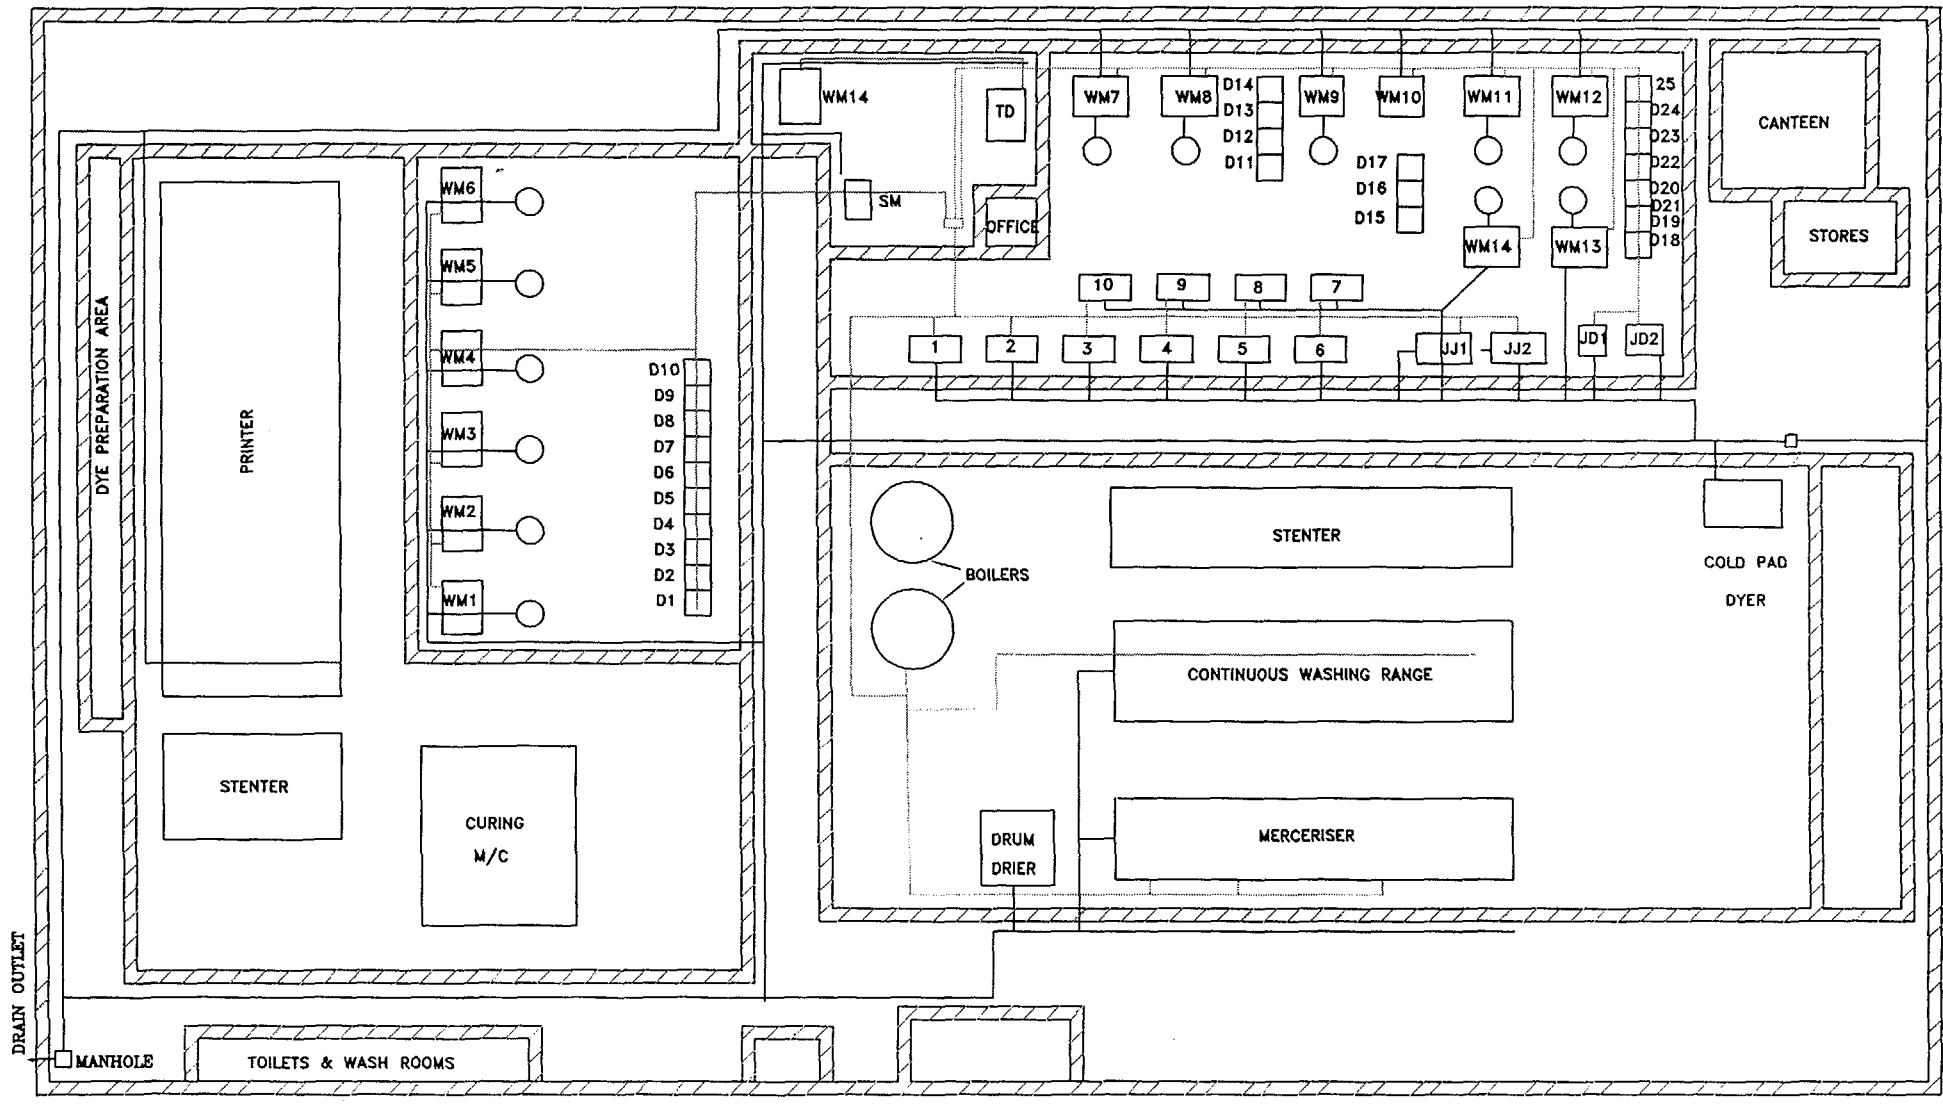 WM14
TD
SM
OFFICE
WM7
WM8
D14
D13
D12
D11
WM9
WM10
D17
D16
D15
WM11
WM12
WM14
WM13
25
D24
D23
D22
D20
D21
D19
D18
CANTEEN
STORES
10
9
8
7
1
2
3
4
5
6
JJ1
JJ2
JD1
JD2
DYE PREPARATION AREA
PRINTER
WM6
WM5
WM4
WM3
WM2
WM1
D10
D9
D8
D7
D6
D5
D4
D3
D2
D1
STENTER
CURING
M/C
BOILERS
STENTER
COLD PAD
DYER
CONTINUOUS WASHING RANGE
MERCERISER
DRUM
DRIER
DRAIN OUTLET
MANHOLE
TOILETS & WASH ROOMS